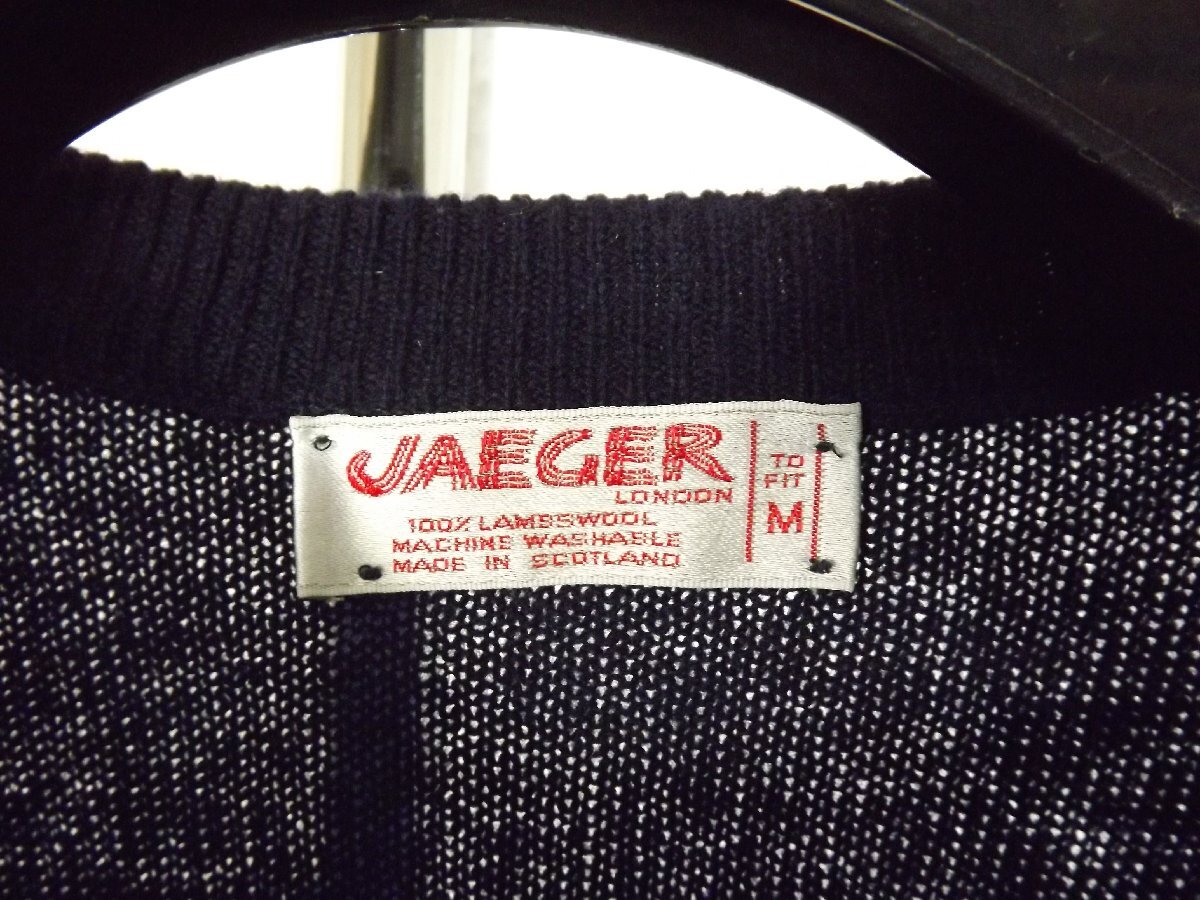 JAEGER
LONDON
100% LAMBSWOOL
MACHINE WASHABLE
MADE IN SCOTLAND
TO
FIT
M